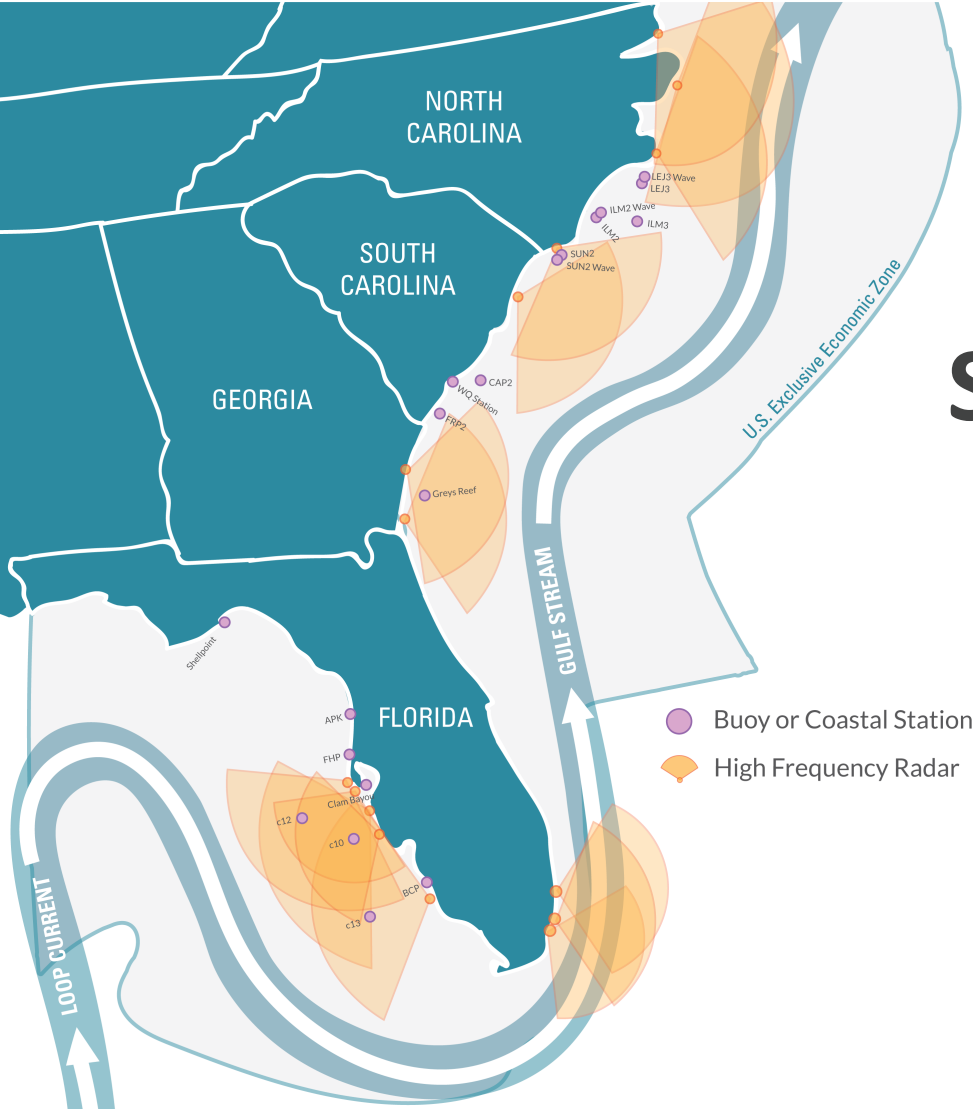 NORTH
CAROLINA
LEJ3 Wave
LEJ3
ILM2 Wave
ILM2
ILM3
SUN2
SUN2 Wave
SOUTH
CAROLINA
U.S. Exclusive Economic Zone
S
GEORGIA
CAP2
WQ Station
FRP2
Greys Reef
GULF STREAM
Shellpoint
APK
FLORIDA
Buoy or Coastal Station
FHP
High Frequency Radar
Clam Bayou
c12
c10
BCP
c13
LOOP CURRENT